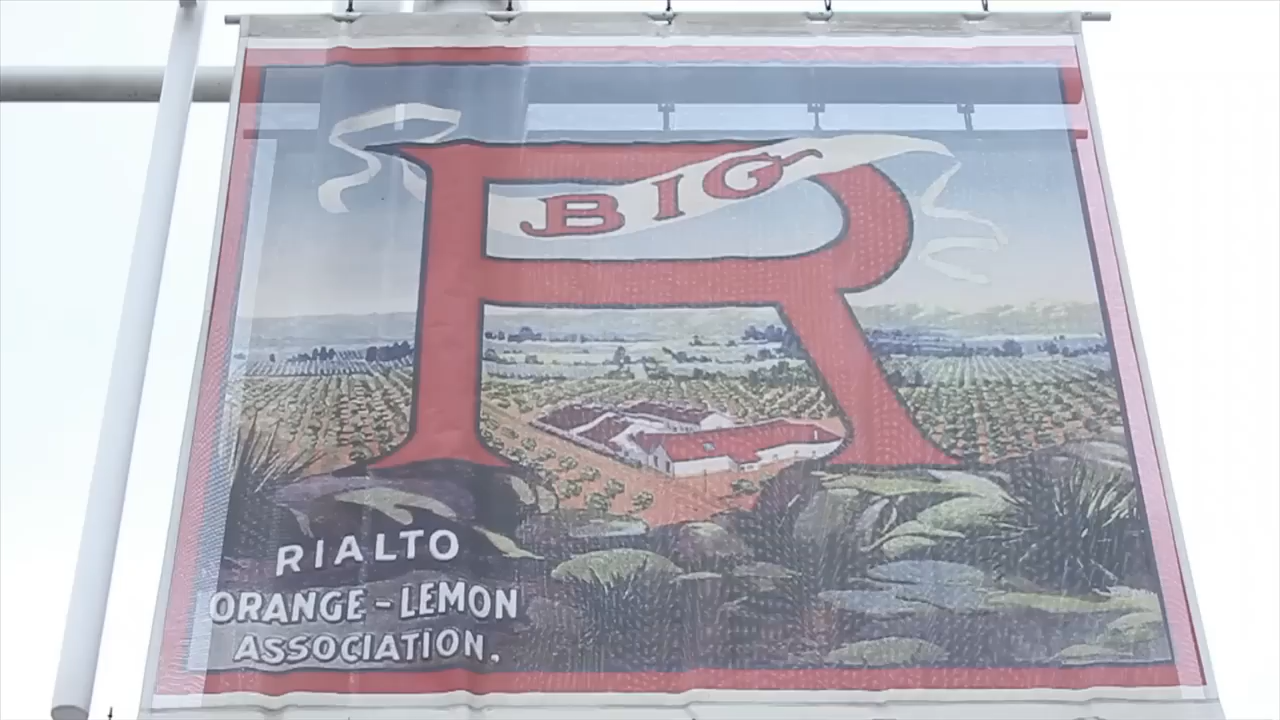 BIG
R
RIALTO
ORANGE-LEMON
ASSOCIATION.